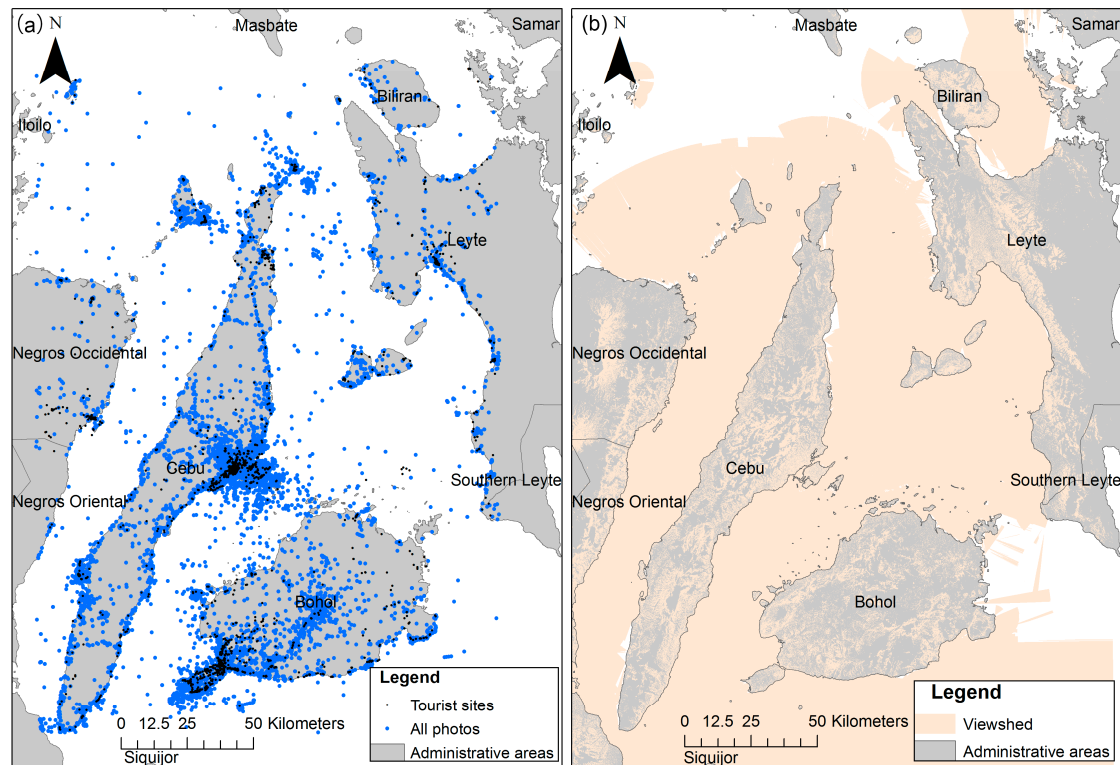 (a)
N
Masbate
Samar
Biliran
Iloilo
Leyte
Negros Occidental
Cebu
Negros Oriental
Southern Leyte
Bohol
Legend
Tourist sites
All photos
Administrative areas
0 12.5 25 50 Kilometers
Siquijor
(b)
N
Masbate
Samar
Biliran
Iloilo
Leyte
Negros Occidental
Cebu
Negros Oriental
Southern Leyte
Bohol
Legend
Viewshed
Administrative areas
0 12.5 25 50 Kilometers
Siquijor